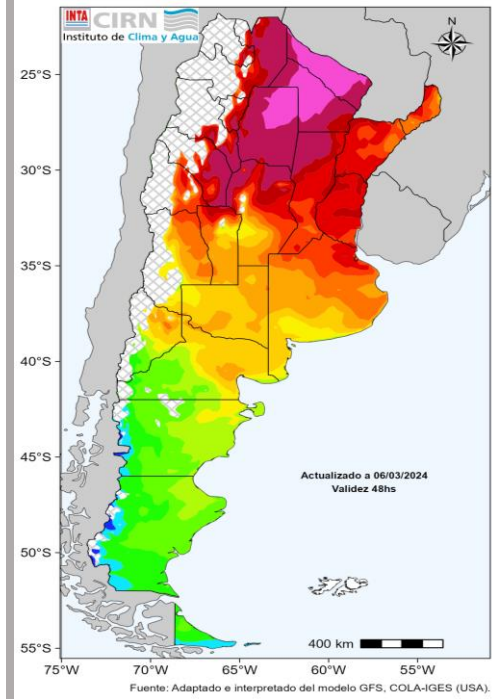 INTA CIRN
Instituto de Clima y Agua
N
25°S
30°S
35°S
40°S
45°S
50°S
55°S
Actualizado a 06/03/2024
Validez 48hs
400 km
75°W 70°W 65°W 60°W 55°W
Fuente: Adaptado e interpretado del modelo GFS, COLA-IGES (USA).